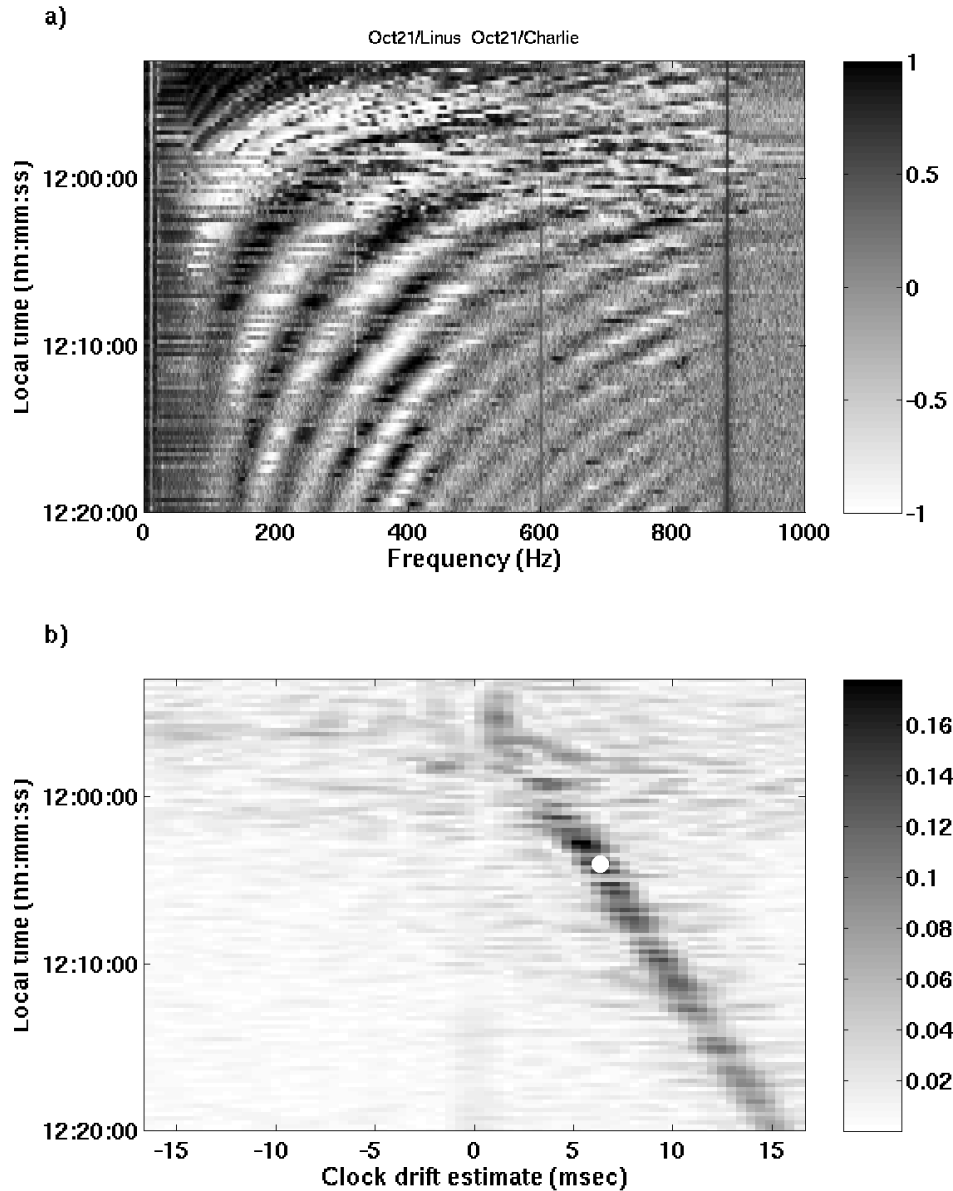 a)
Oct21/Linus Oct21/Charlie
Local time (hh:mm:ss)
12:00:00
12:10:00
12:20:00
0 200 400 600 800 1000
Frequency (Hz)
1
0.5
0
−0.5
−1
b)
Local time (hh:mm:ss)
12:00:00
12:10:00
12:20:00
−15 −10 −5 0 5 10 15
Clock drift estimate (msec)
0.16
0.14
0.12
0.1
0.08
0.06
0.04
0.02